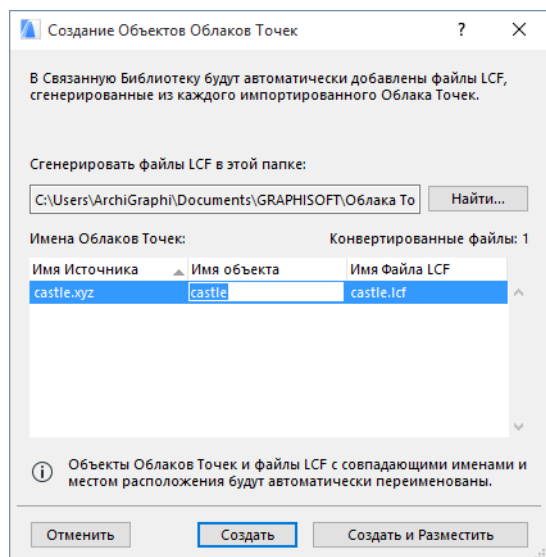 Создание Объектов Облаков Точек
В Связанную Библиотеку будут автоматически добавлены файлы LCF,
сгенерированные из каждого импортированного Облака Точек.
Сгенерировать файлы LCF в этой папке:
C:\Users\ArchiGraphi\Documents\GRAPHISOFT\Облака То
Найти...
Имена Облаков Точек: Конвертированные файлы: 1
Имя Источника Имя объекта Имя Файла LCF
castle.xyz castle castle.lcf
Объекты Облаков Точек и файлы LCF с совпадающими именами и
местом расположения будут автоматически переименованы.
Отменить Создать Создать и Разместить